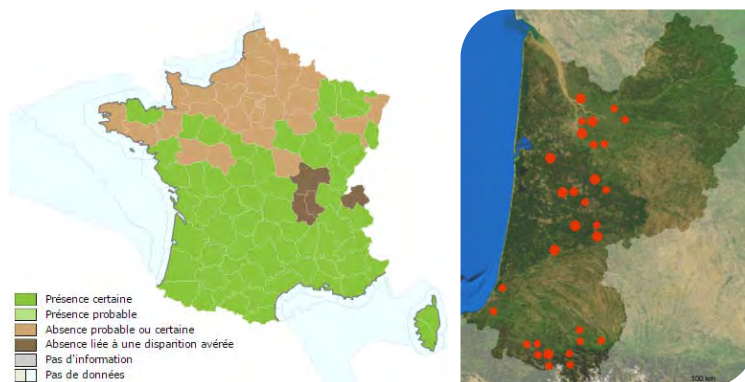 Présence certaine
Présence probable
Absence probable ou certaine
Absence liée à une disparition avérée
Pas d'information
Pas de données
100 km